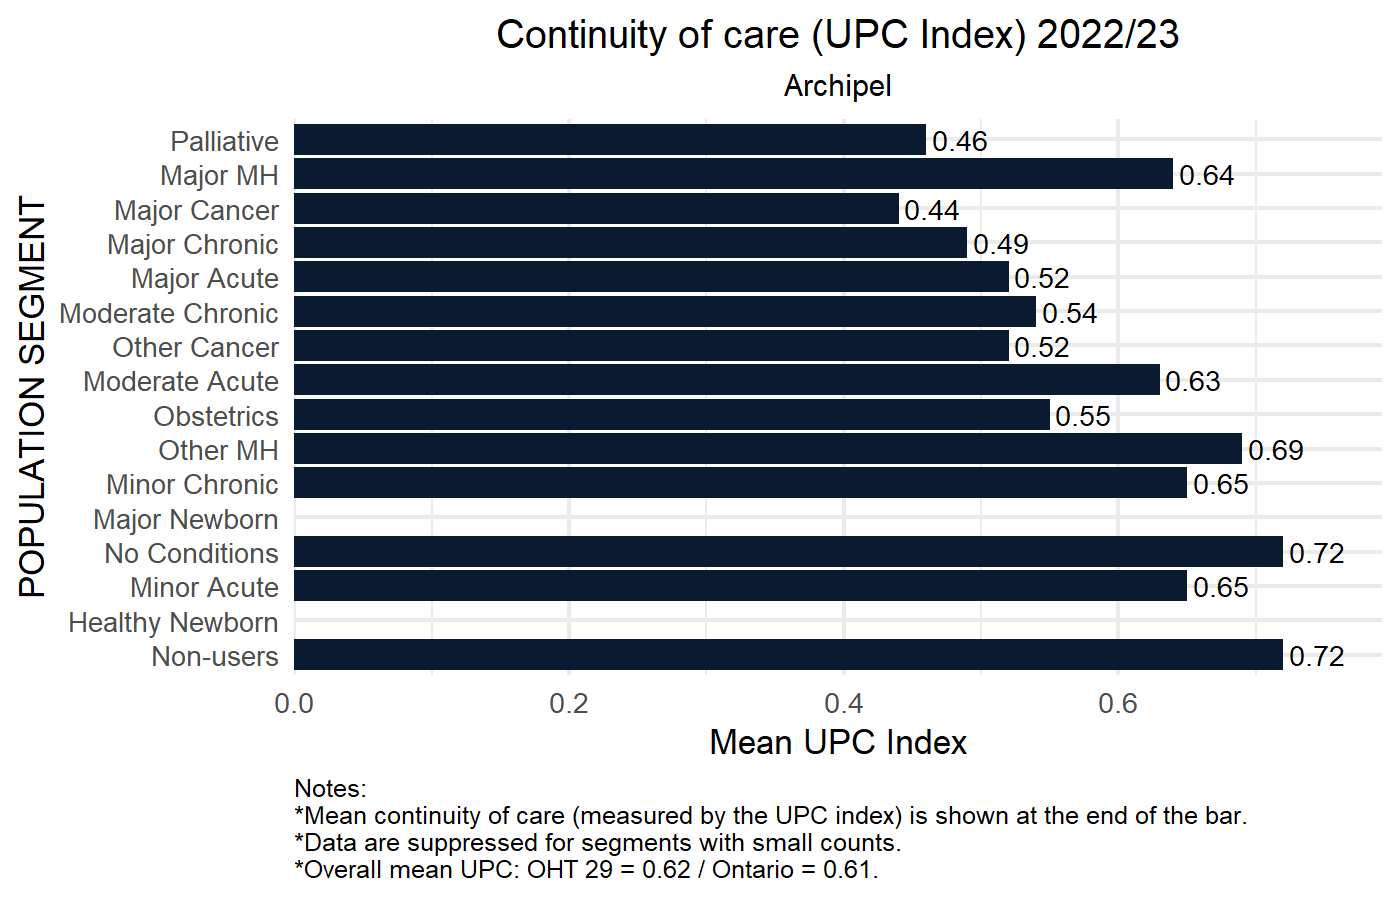 Continuity of care (UPC Index) 2022/23
Archipel
POPULATION SEGMENT
Palliative 0.46
Major MH 0.64
Major Cancer 0.44
Major Chronic 0.49
Major Acute 0.52
Moderate Chronic 0.54
Other Cancer 0.52
Moderate Acute 0.63
Obstetrics 0.55
Other MH 0.69
Minor Chronic 0.65
Major Newborn
No Conditions 0.72
Minor Acute 0.65
Healthy Newborn
Non-users 0.72
0.0 0.2 0.4 0.6
Mean UPC Index
Notes:
*Mean continuity of care (measured by the UPC index) is shown at the end of the bar.
*Data are suppressed for segments with small counts.
*Overall mean UPC: OHT 29 = 0.62 / Ontario = 0.61.